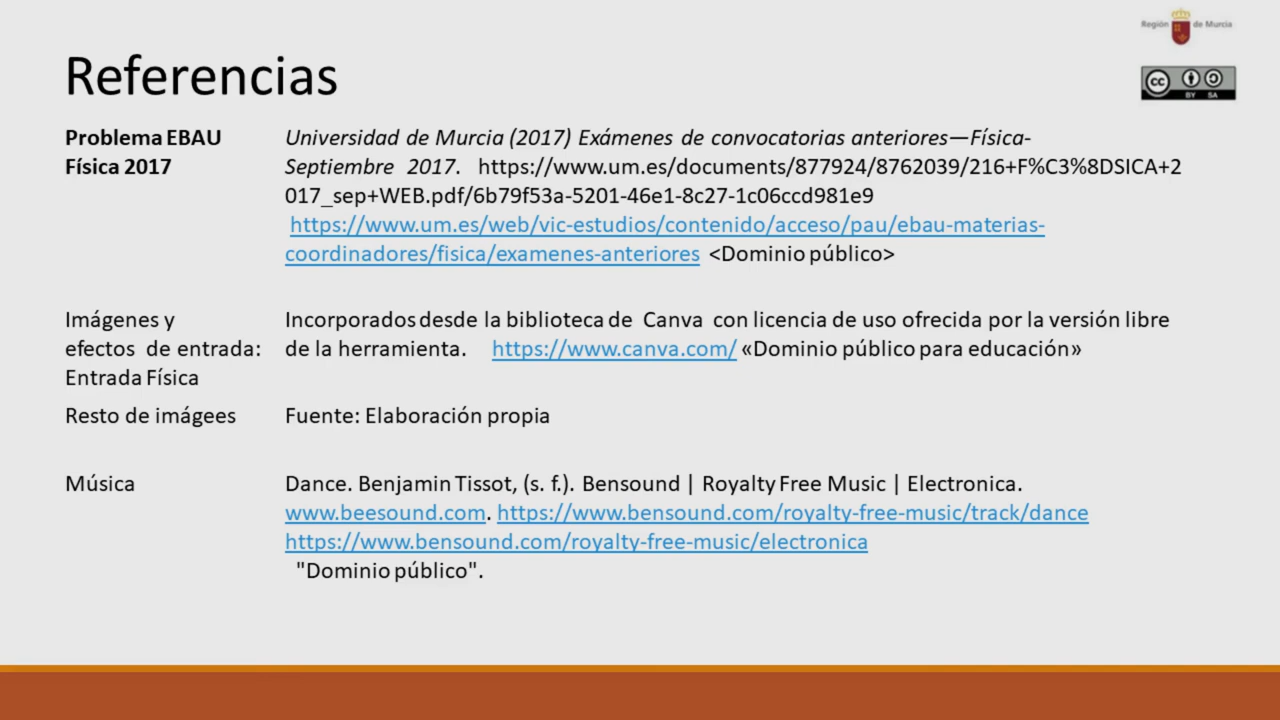 Región de Murcia
Referencias
CC BY SA
Problema EBAU
Física 2017
Universidad de Murcia (2017) Exámenes de convocatorias anteriores—Física-
Septiembre 2017. https://www.um.es/documents/877924/8762039/216+F%C3%8DSICA+2
017_sep+WEB.pdf/6b79f53a-5201-46e1-8c27-1c06ccd981e9
https://www.um.es/web/vic-estudios/contenido/acceso/pau/ebau-materias-
coordinadores/fisica/examenes-anteriores <Dominio público>
Imágenes y
efectos de entrada:
Entrada Física
Incorporados desde la biblioteca de Canva con licencia de uso ofrecida por la versión libre
de la herramienta. https://www.canva.com/ «Dominio público para educación»
Resto de imágees
Fuente: Elaboración propia
Música
Dance. Benjamin Tissot, (s. f.). Bensound | Royalty Free Music | Electronica.
www.beesound.com. https://www.bensound.com/royalty-free-music/track/dance
https://www.bensound.com/royalty-free-music/electronica
"Dominio público".